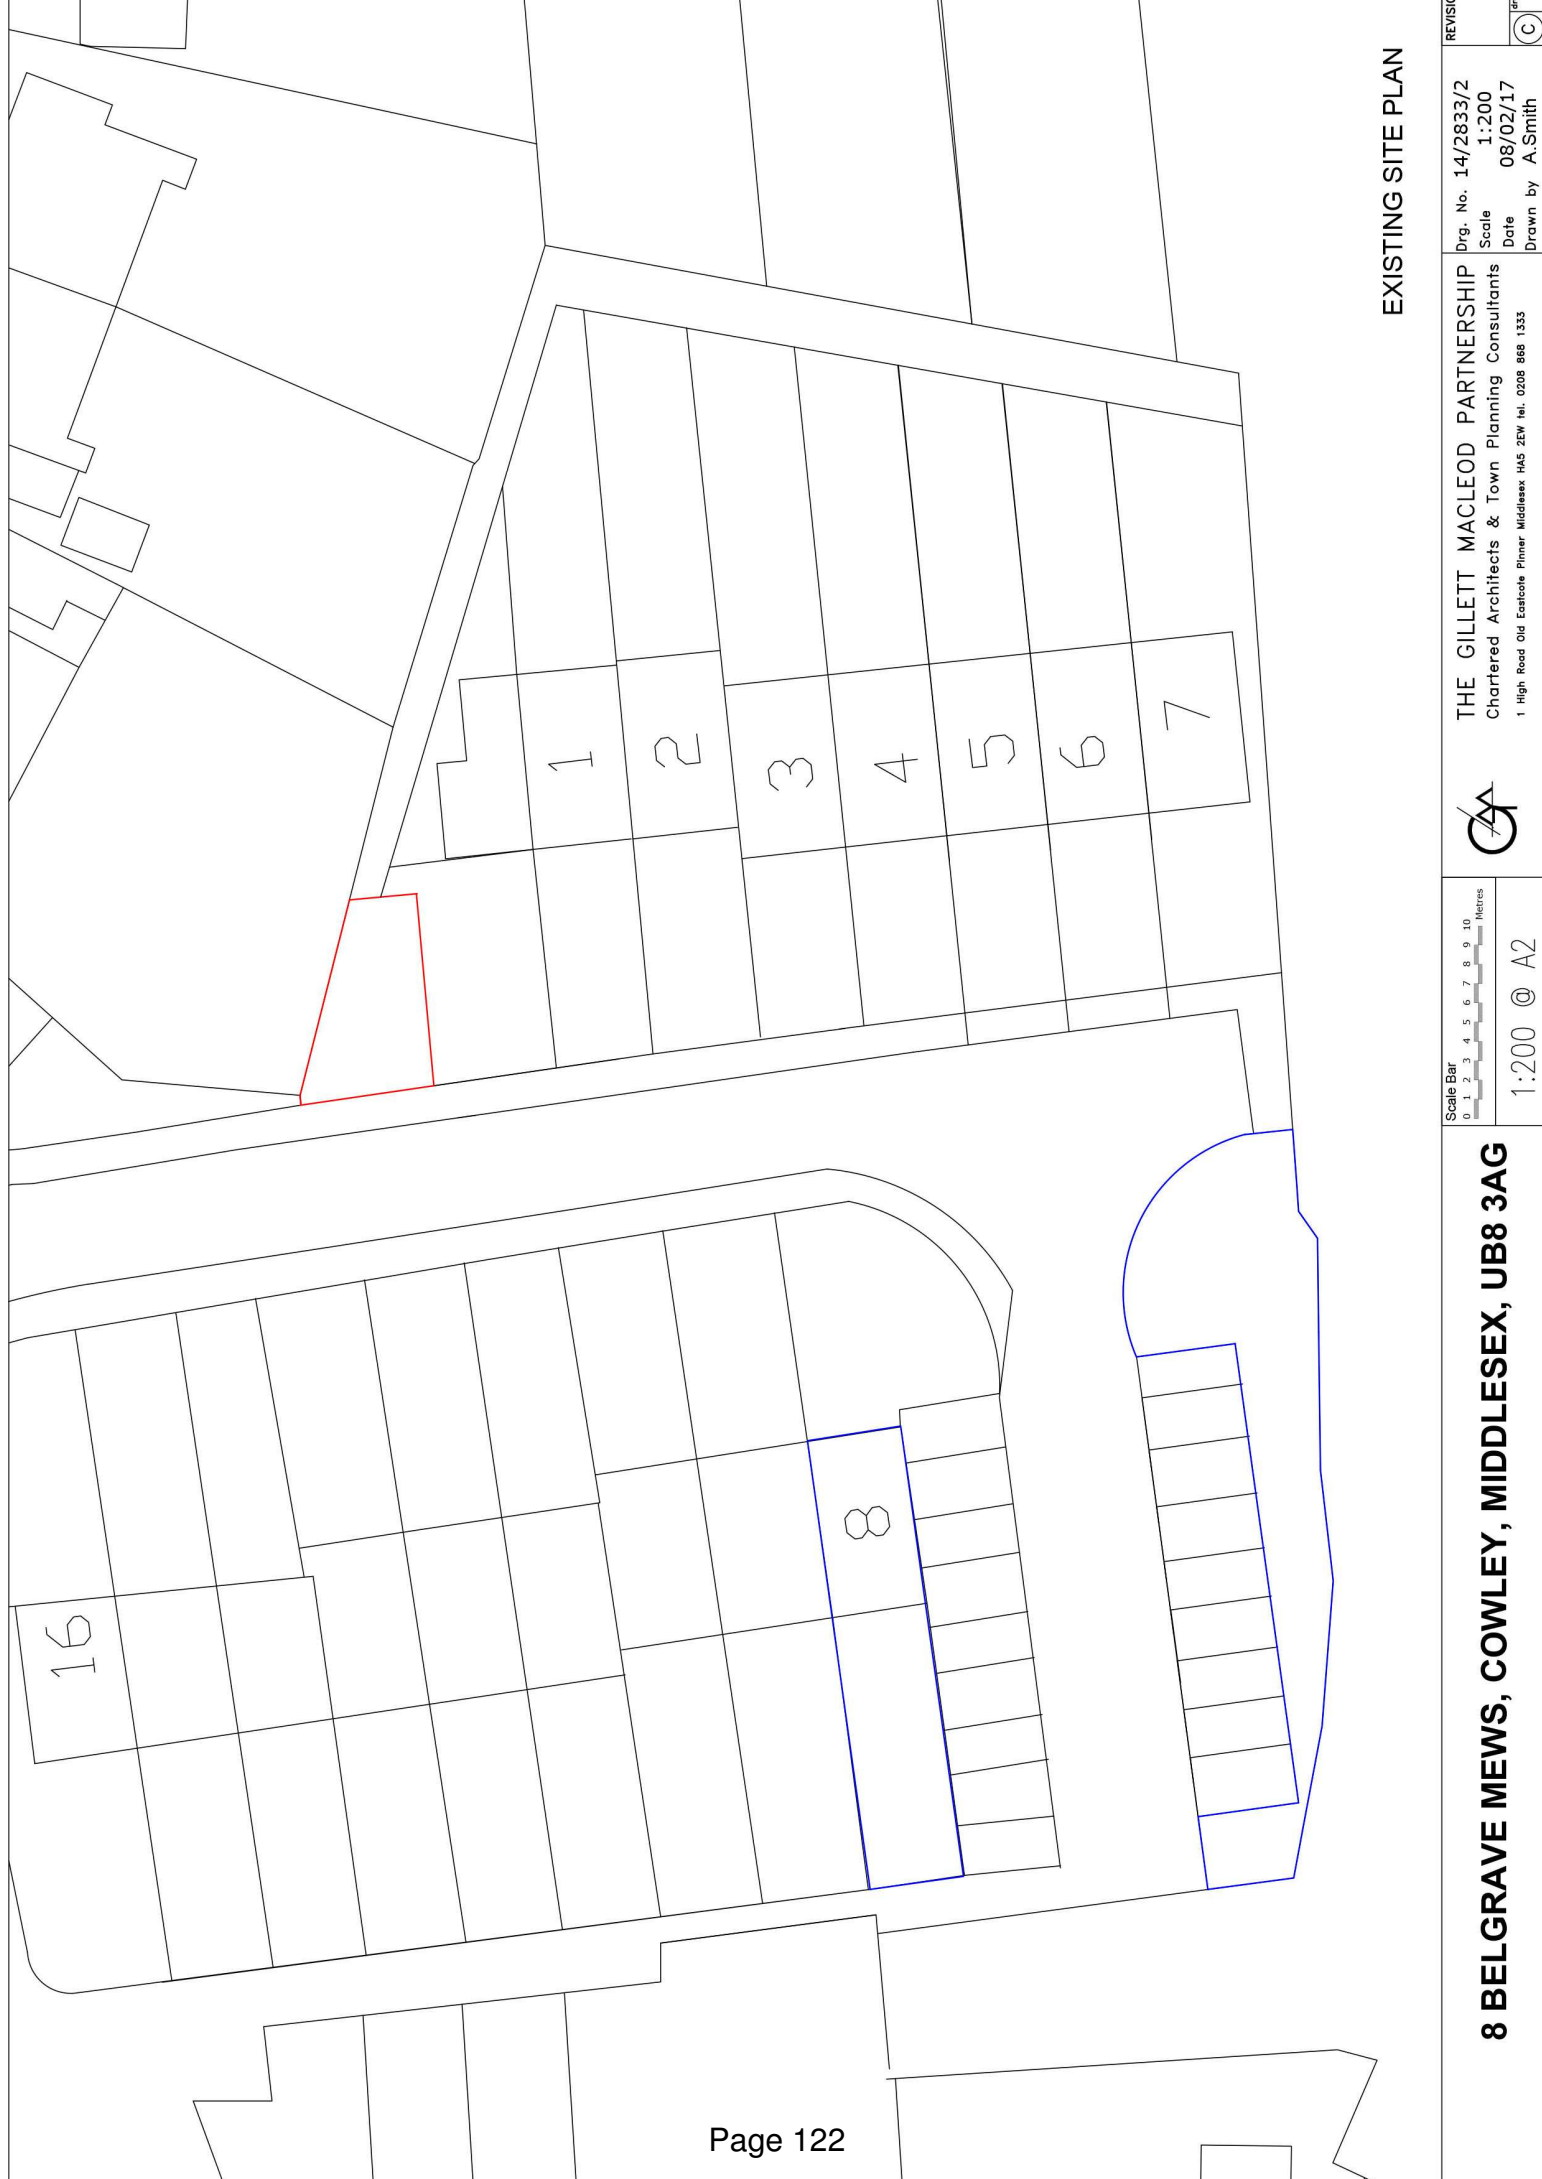 16
8
1
2
3
4
5
6
7
EXISTING SITE PLAN
8 BELGRAVE MEWS, COWLEY, MIDDLESEX, UB8 3AG
Scale Bar
0 1 2 3 4 5 6 7 8 9 10
Metres
1:200 @ A2
THE GILLETT MACLEOD PARTNERSHIP
Chartered Architects & Town Planning Consultants
1 High Road Old Eastcote Pinner Middlesex HA5 2EW tel. 0208 868 1333
Drg. No. 14/2833/2
Scale 1:200
Date 08/02/17
Drawn by A.Smith
C
Page 122